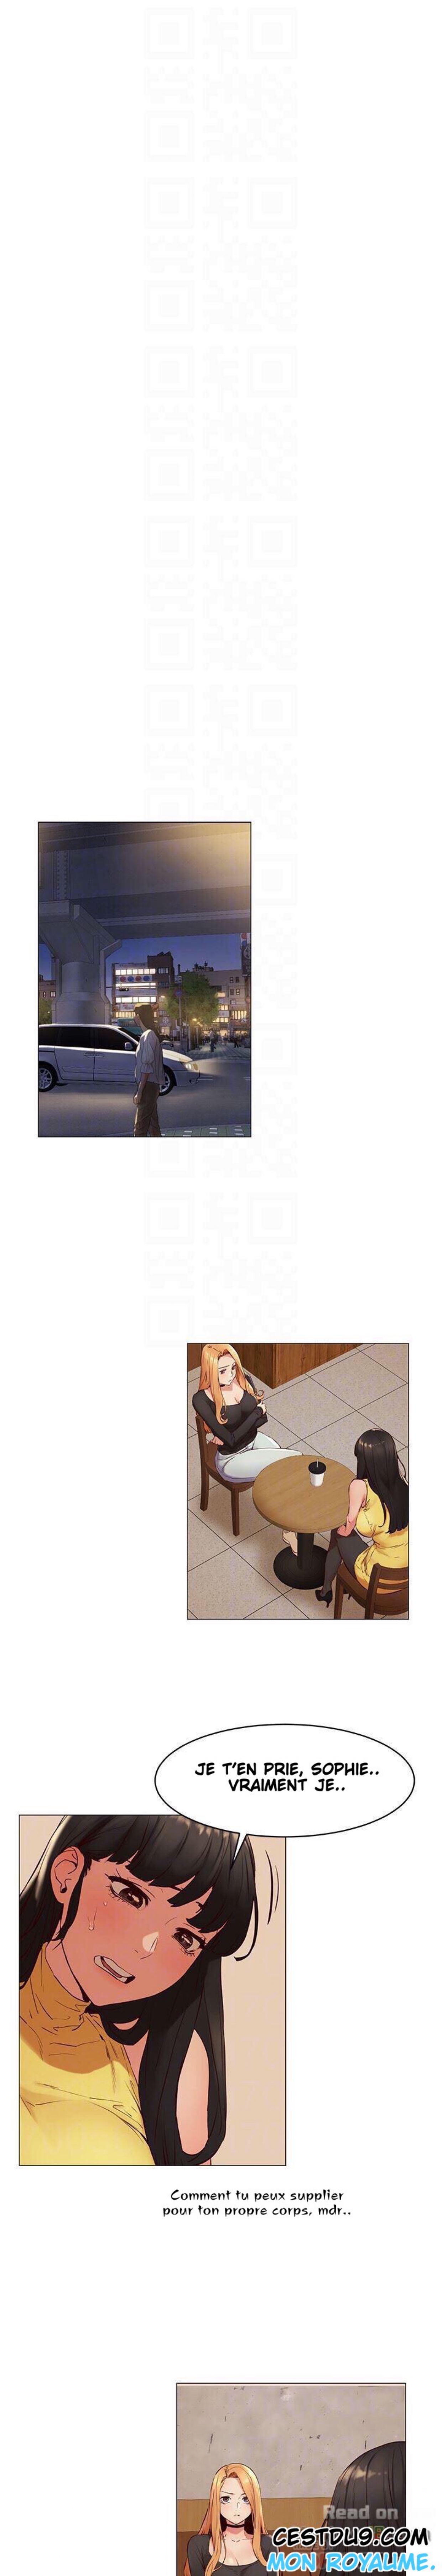 JE T'EN PRIE, SOPHIE..
VRAIMENT JE..
Comment tu peux supplier
pour ton propre corps, mdr..
Read on
CESTDU9.COM
MON ROYAUME.